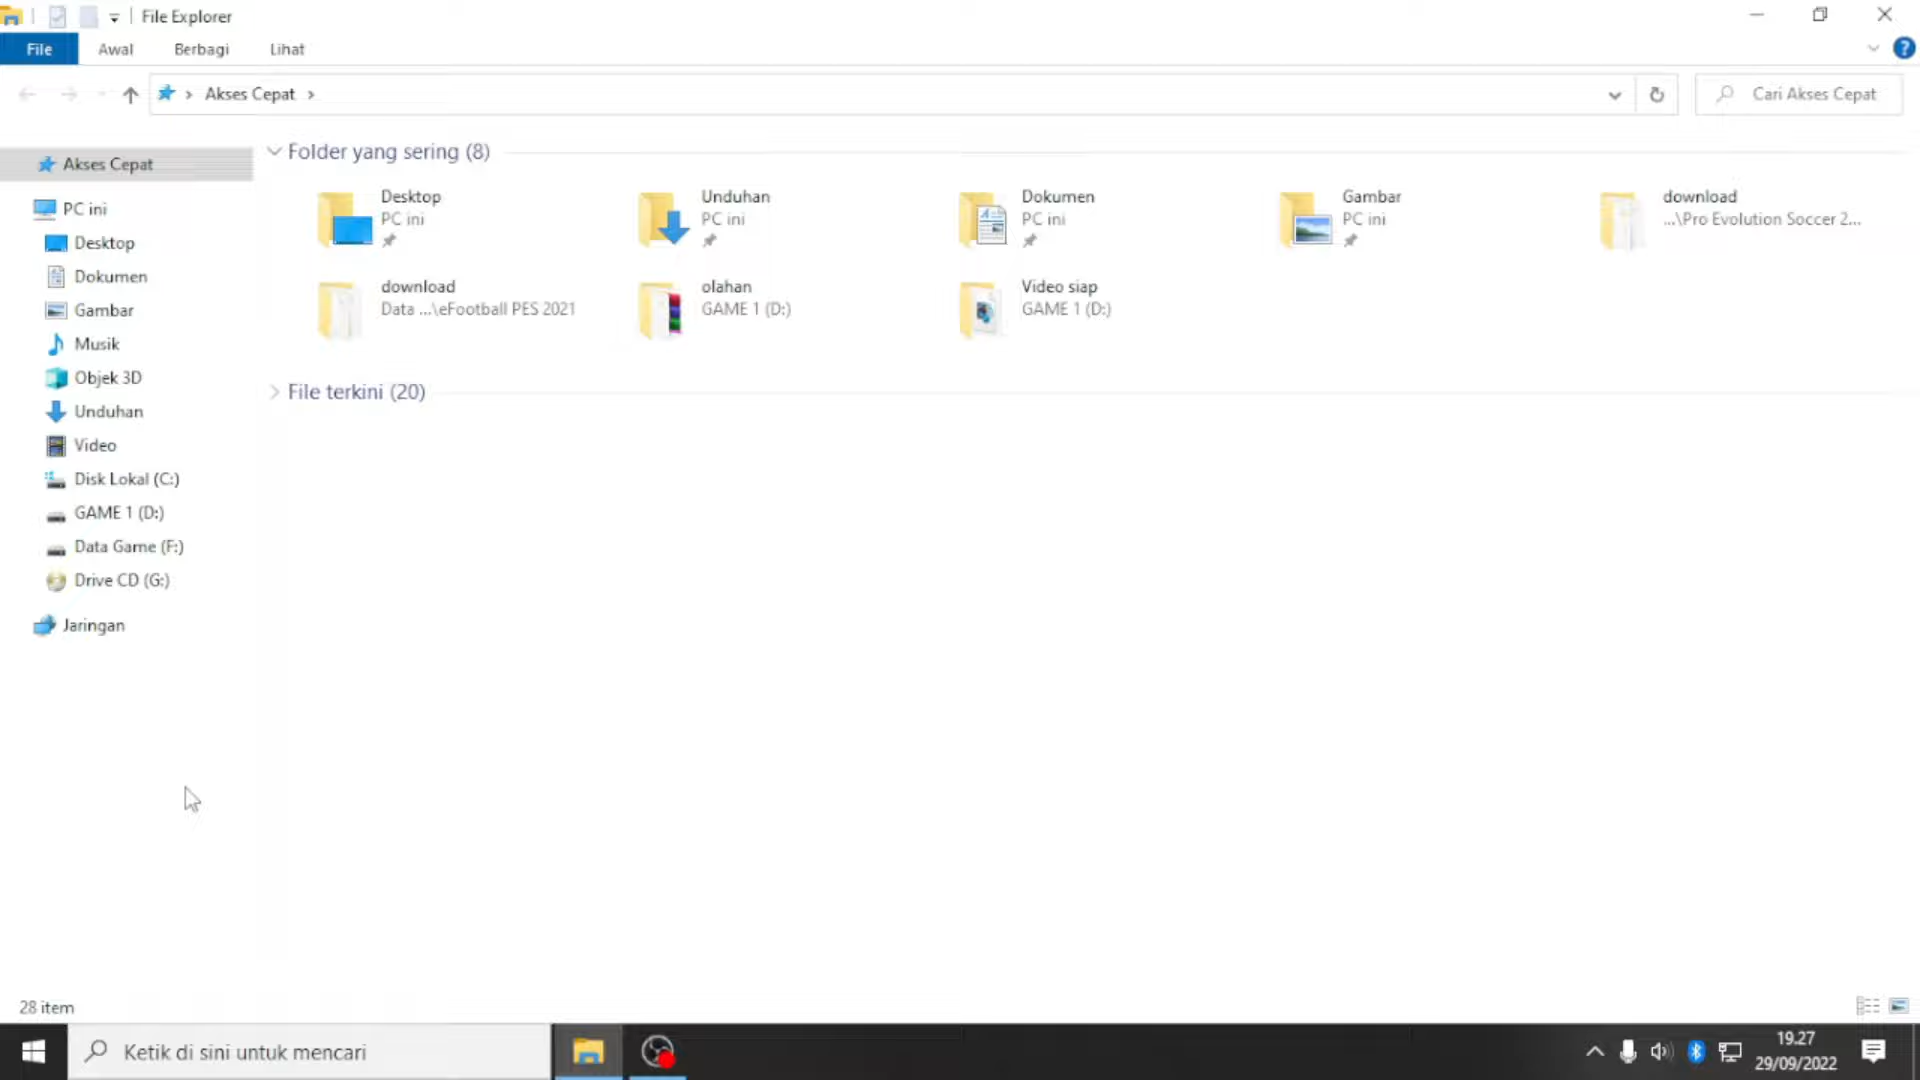 File Explorer
File
Awal
Berbagi
Lihat
?
Akses Cepat
Cari Akses Cepat
Akses Cepat
PC ini
Desktop
Dokumen
Gambar
Musik
Objek 3D
Unduhan
Video
Disk Lokal (C:)
GAME 1 (D:)
Data Game (F:)
Drive CD (G:)
Jaringan
Folder yang sering (8)
Desktop
PC ini
Unduhan
PC ini
Dokumen
PC ini
Gambar
PC ini
download
...\Pro Evolution Soccer 2...
download
Data ...\eFootball PES 2021
olahan
GAME 1 (D:)
Video siap
GAME 1 (D:)
File terkini (20)
28 item
Ketik di sini untuk mencari
19.27
29/09/2022